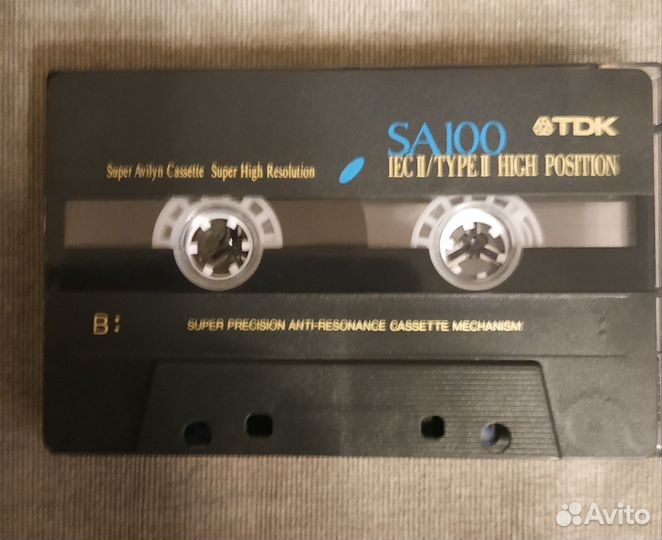 SA100 TDK
Super Avilyn Cassette Super High Resolution IEC II/TYPE II HIGH POSITION
B:
SUPER PRECISION ANTI-RESONANCE CASSETTE MECHANISM
Avito